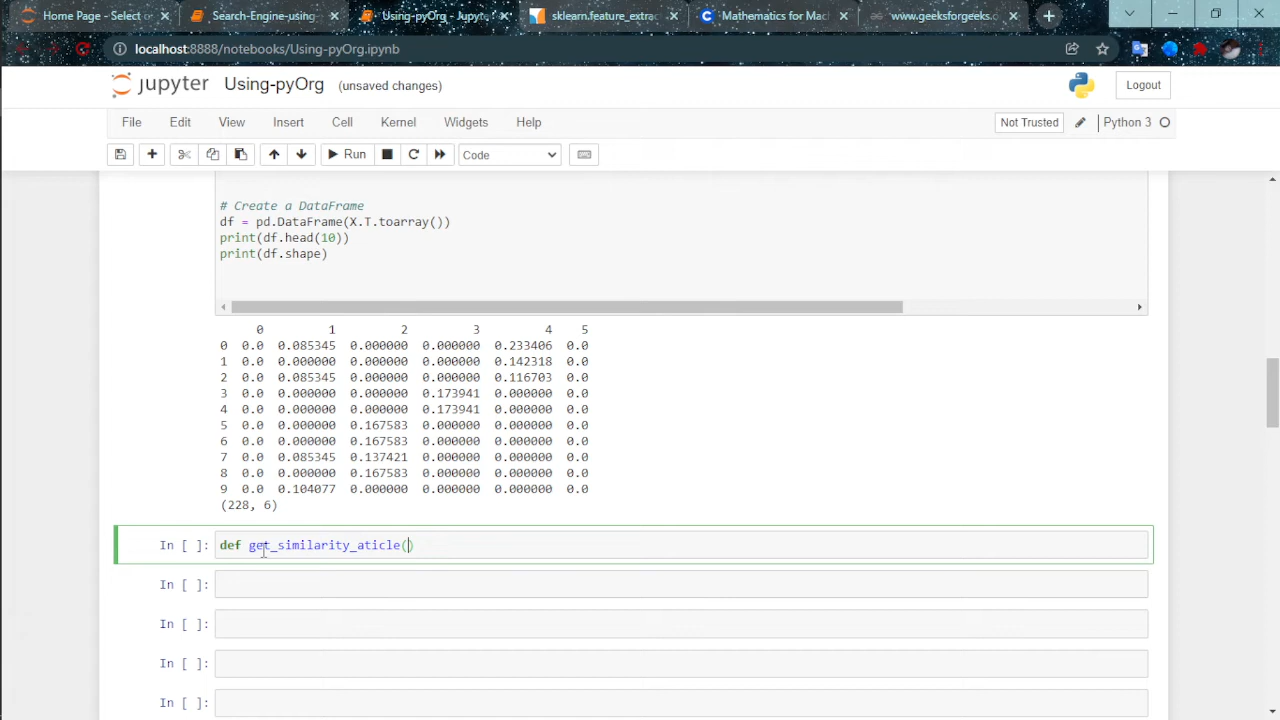 Home Page - Select o
Search-Engine-using
Using-pyOrg - Jupyte
sklearn.feature_extrac
Mathematics for Mac
www.geeksforgeeks.c
localhost:8888/notebooks/Using-pyOrg.ipynb
jupyter Using-pyOrg (unsaved changes) Logout
File Edit View Insert Cell Kernel Widgets Help Not Trusted Python 3
Run Code
# Create a DataFrame
df = pd.DataFrame(X.T.toarray())
print(df.head(10))
print(df.shape)
0 1 2 3 4 5
0 0.0 0.085345 0.000000 0.000000 0.233406 0.0
1 0.0 0.000000 0.000000 0.000000 0.142318 0.0
2 0.0 0.085345 0.000000 0.000000 0.116703 0.0
3 0.0 0.000000 0.000000 0.173941 0.000000 0.0
4 0.0 0.000000 0.000000 0.173941 0.000000 0.0
5 0.0 0.000000 0.167583 0.000000 0.000000 0.0
6 0.0 0.000000 0.167583 0.000000 0.000000 0.0
7 0.0 0.085345 0.137421 0.000000 0.000000 0.0
8 0.0 0.000000 0.167583 0.000000 0.000000 0.0
9 0.0 0.104077 0.000000 0.000000 0.000000 0.0
(228, 6)
In [ ]: def get_similarity_aticle()
In [ ]:
In [ ]:
In [ ]:
In [ ]: